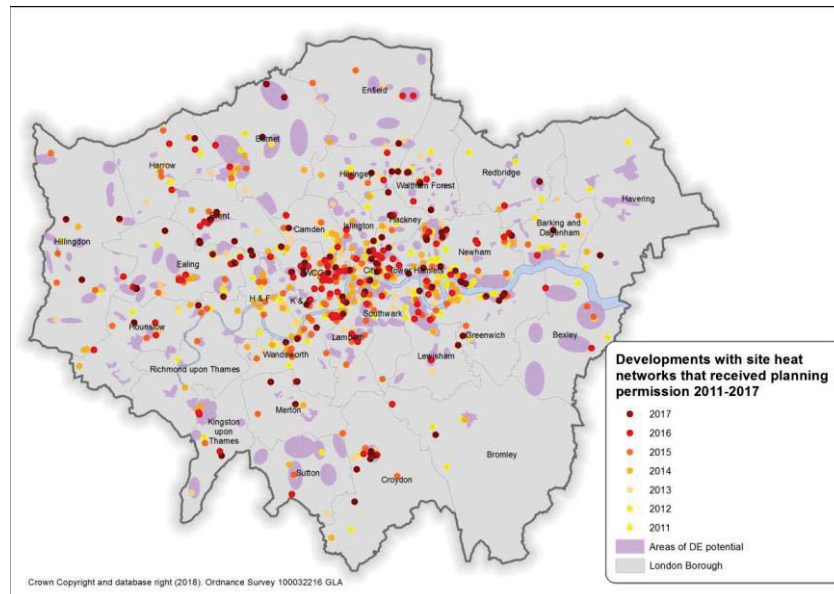 Enfield
Barnet
Harrow
Haringey
Waltham Forest
Redbridge
Havering
Brent
Camden
Islington
Hackney
Barking and
Dagenham
Hillingdon
Ealing
WCC
City
Tower Hamlets
Newham
H & F
K &
Southwark
Hounslow
Lambeth
Greenwich
Bexley
Wandsworth
Lewisham
Richmond upon Thames
Merton
Kingston
upon
Thames
Sutton
Croydon
Bromley
Developments with site heat
networks that received planning
permission 2011-2017
2017
2016
2015
2014
2013
2012
2011
Areas of DE potential
London Borough
Crown Copyright and database right (2018). Ordnance Survey 100032216 GLA